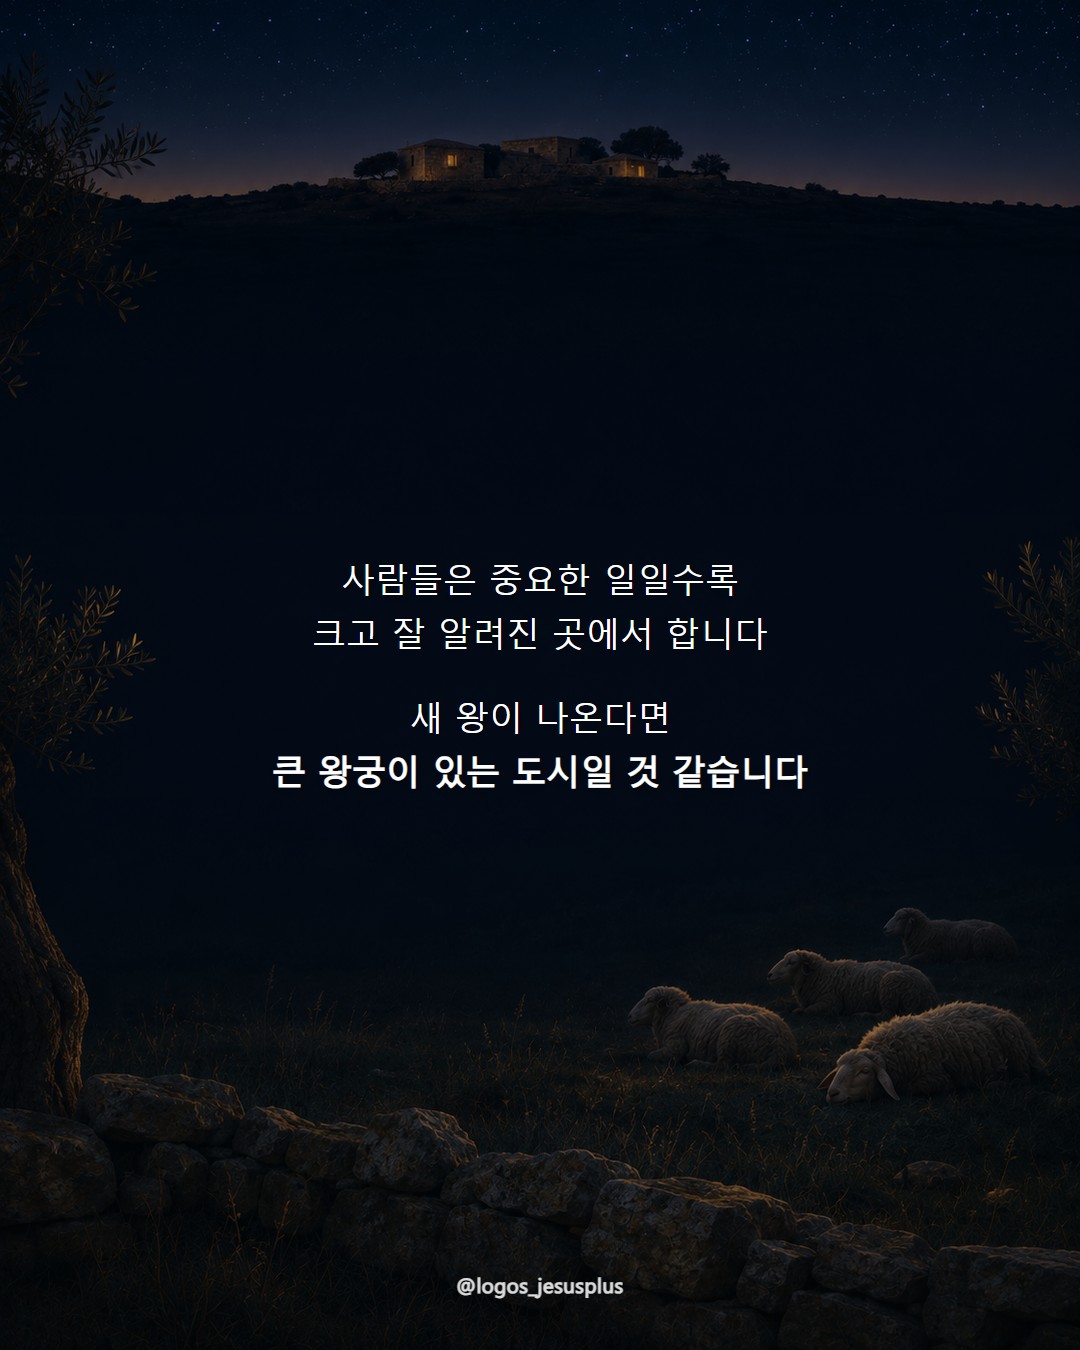 사람들은 중요한 일일수록
크고 잘 알려진 곳에서 합니다
새 왕이 나온다면
큰 왕궁이 있는 도시일 것 같습니다
@logos_jesusplus